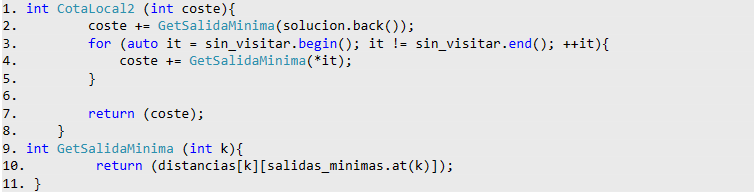 1. int CotaLocal2 (int coste){
2. coste += GetSalidaMinima(solucion.back());
3. for (auto it = sin_visitar.begin(); it != sin_visitar.end(); ++it){
4. coste += GetSalidaMinima(*it);
5. }
6.
7. return (coste);
8. }
9. int GetSalidaMinima (int k){
10. return (distancias[k][salidas_minimas.at(k)]);
11. }